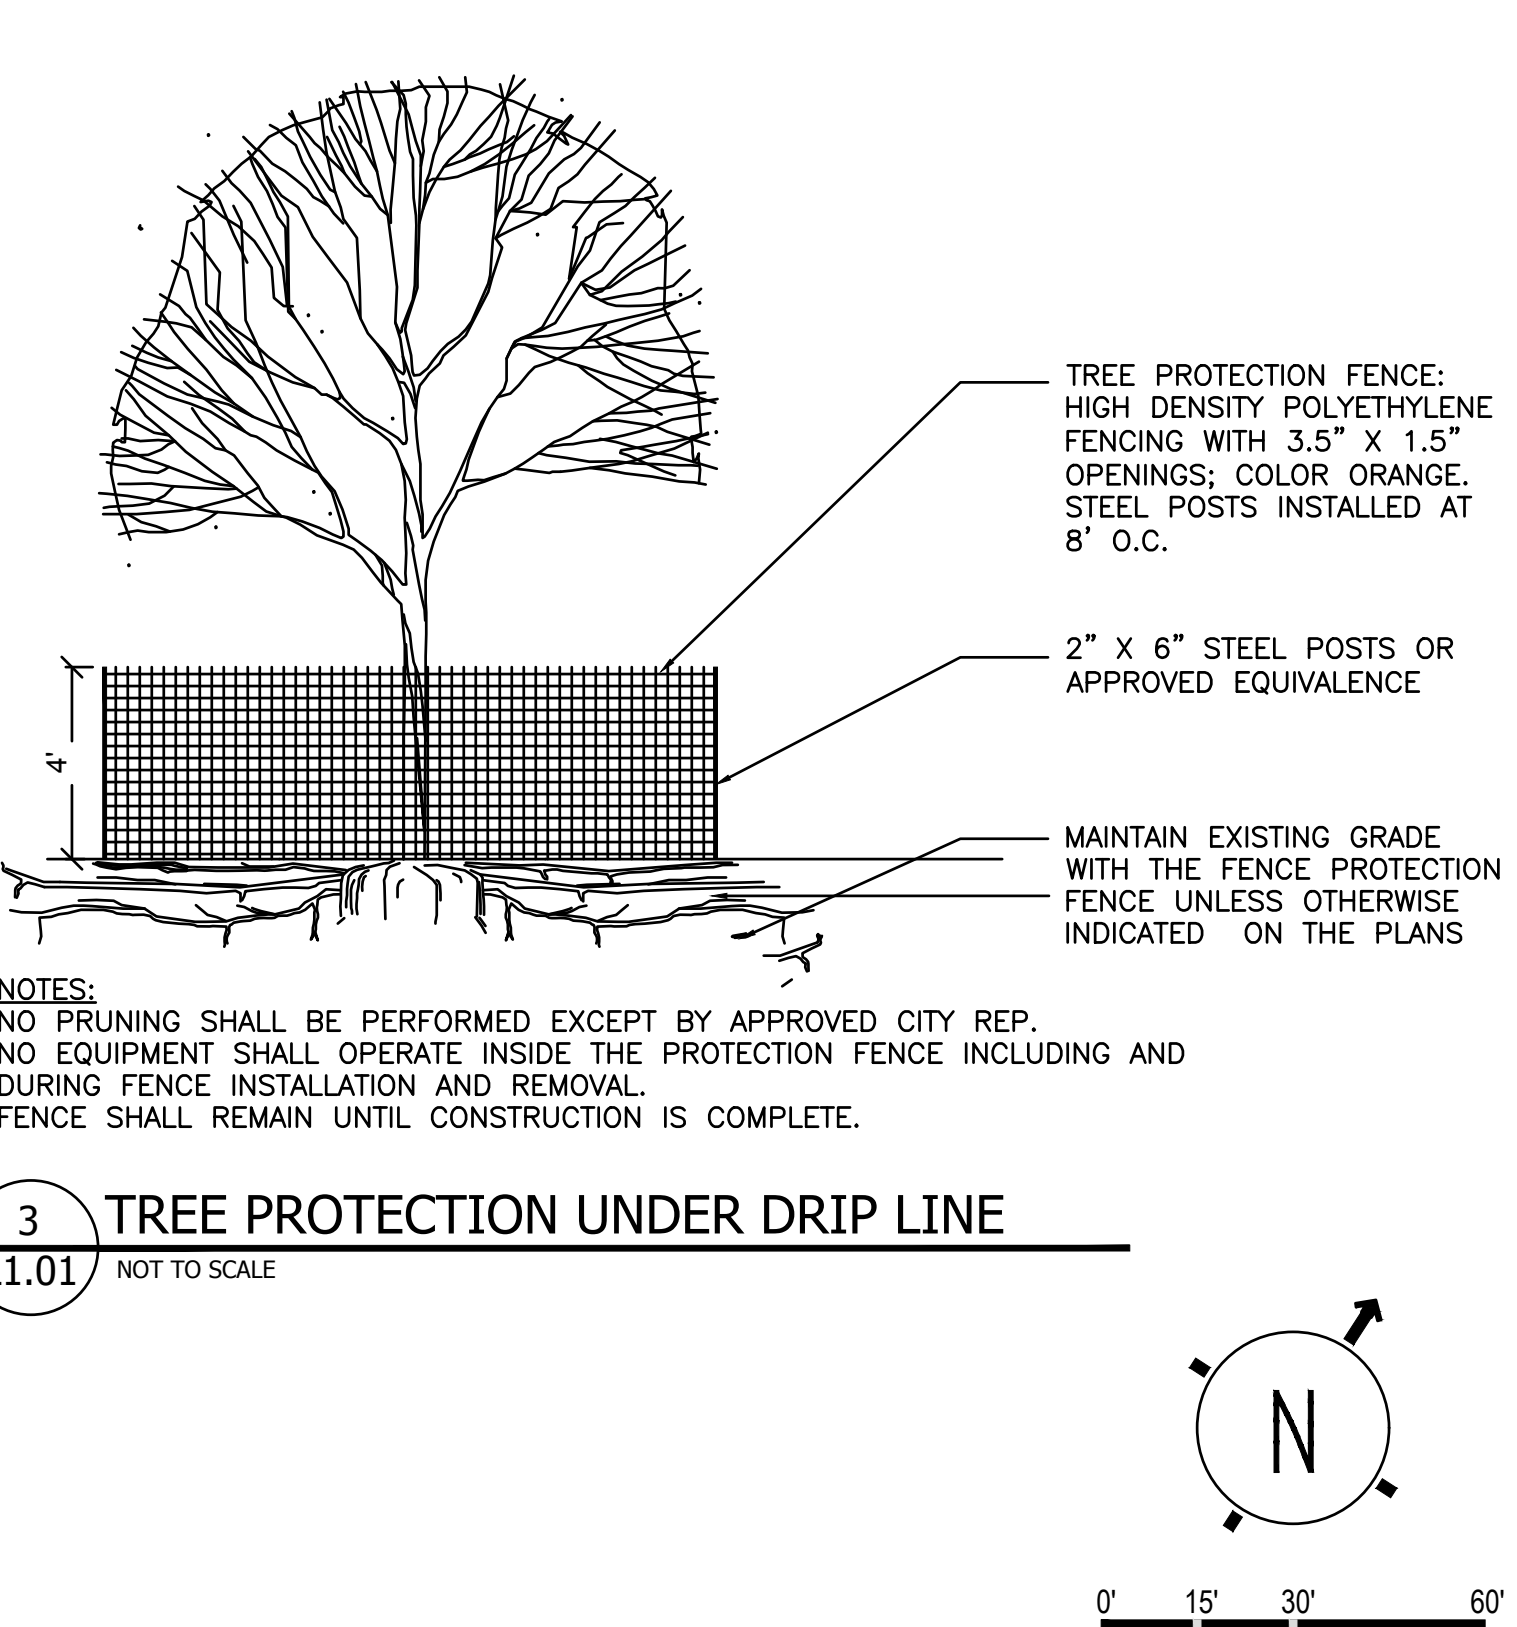 TREE PROTECTION FENCE:
HIGH DENSITY POLYETHYLENE
FENCING WITH 3.5" X 1.5"
OPENINGS; COLOR ORANGE.
STEEL POSTS INSTALLED AT
8' O.C.
2" X 6" STEEL POSTS OR
APPROVED EQUIVALENCE
4'
MAINTAIN EXISTING GRADE
WITH THE FENCE PROTECTION
FENCE UNLESS OTHERWISE
INDICATED ON THE PLANS
NOTES:
NO PRUNING SHALL BE PERFORMED EXCEPT BY APPROVED CITY REP.
NO EQUIPMENT SHALL OPERATE INSIDE THE PROTECTION FENCE INCLUDING AND
DURING FENCE INSTALLATION AND REMOVAL.
FENCE SHALL REMAIN UNTIL CONSTRUCTION IS COMPLETE.
3
TREE PROTECTION UNDER DRIP LINE
1.01
NOT TO SCALE
N
0' 15' 30' 60'